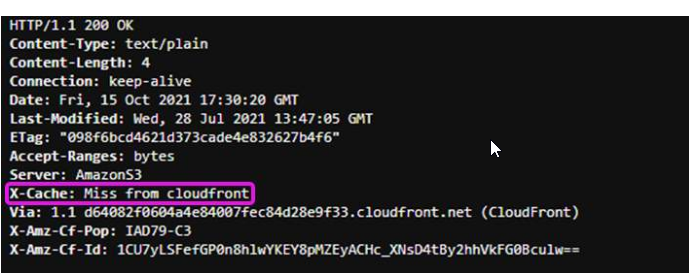 HTTP/1.1 200 OK
Content-Type: text/plain
Content-Length: 4
Connection: keep-alive
Date: Fri, 15 Oct 2021 17:30:20 GMT
Last-Modified: Wed, 28 Jul 2021 13:47:05 GMT
ETag: "098f6bcd4621d373cade4e832627b4f6"
Accept-Ranges: bytes
Server: AmazonS3
X-Cache: Miss from cloudfront
Via: 1.1 d64082f0604a4e84007fec84d28e9f33.cloudfront.net (CloudFront)
X-Amz-Cf-Pop: IAD79-C3
X-Amz-Cf-Id: 1CU7yLSFefGP0n8hlwYKEY8pMZEyACHc_XNsD4tBy2hhVkFG0Bculw==